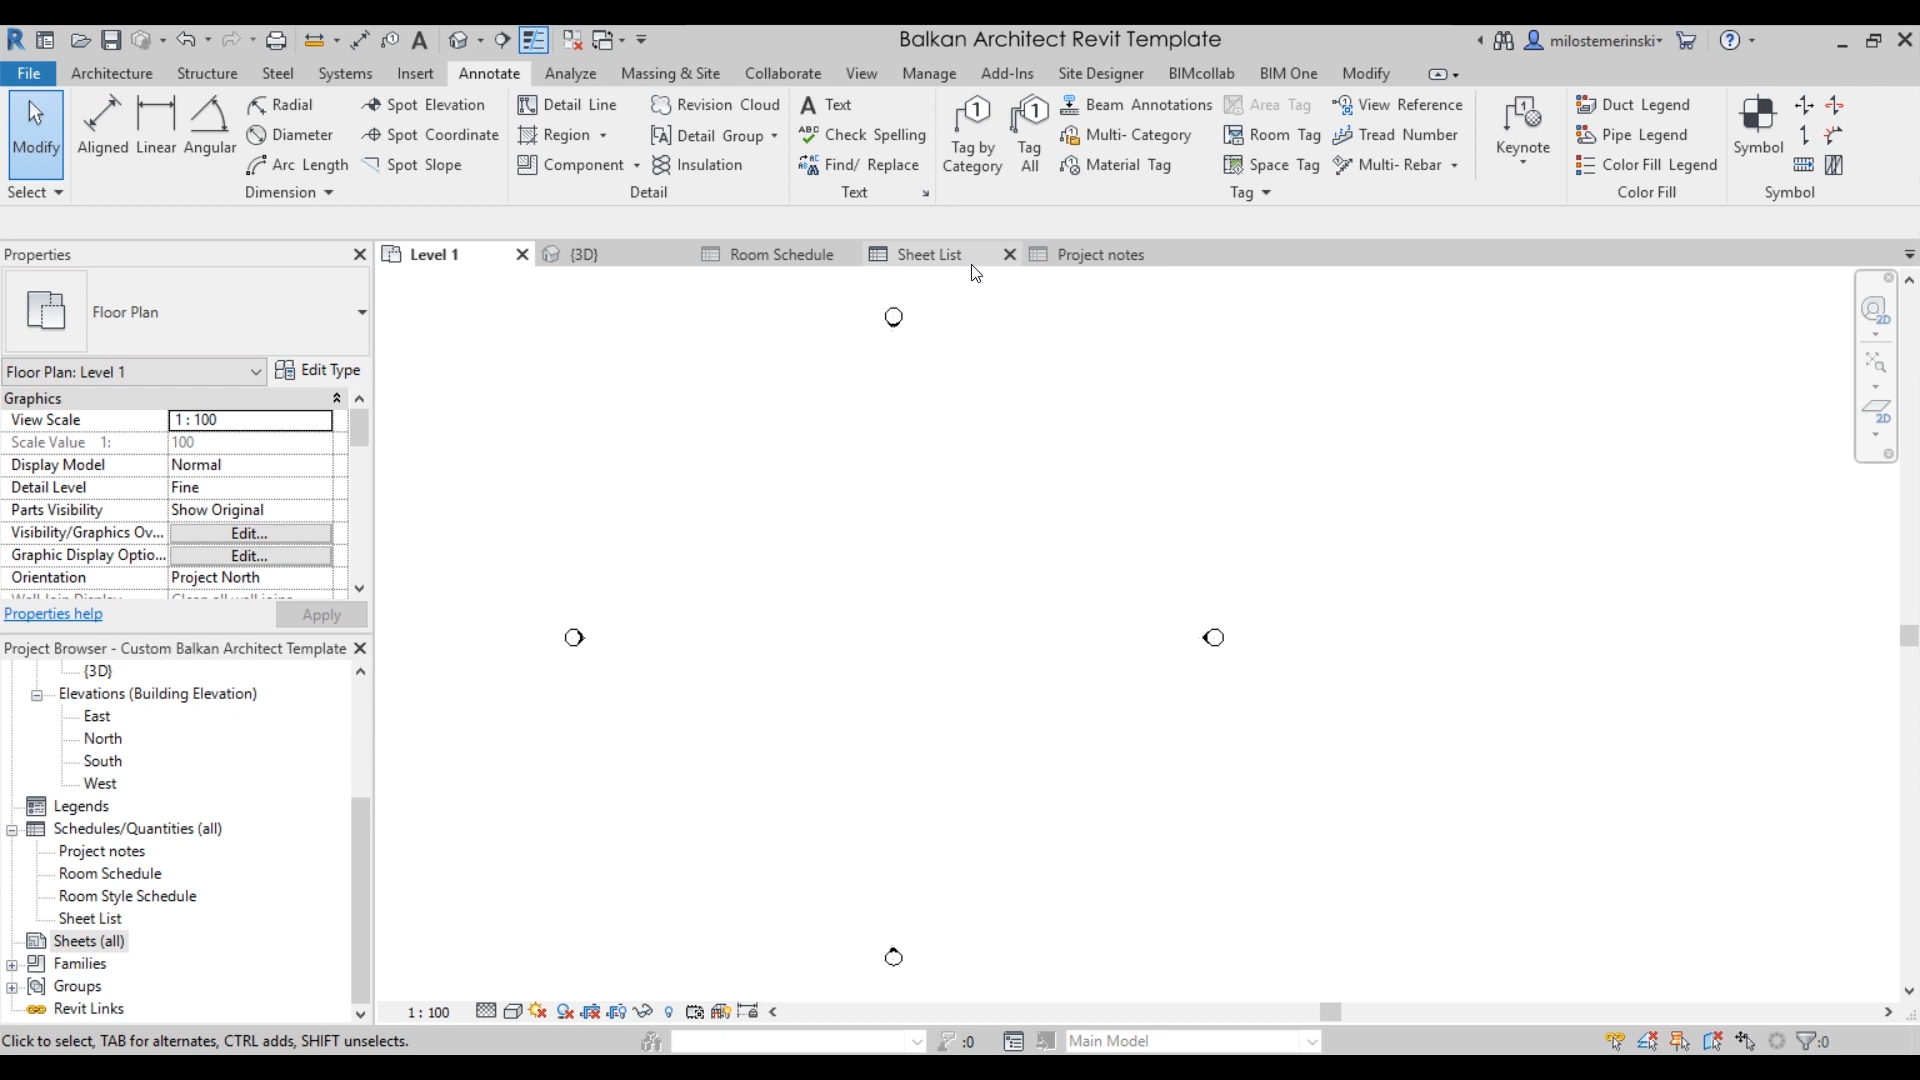 Balkan Architect Revit Template
milostemerinski
File Architecture Structure Steel Systems Insert Annotate Analyze Massing & Site Collaborate View Manage Add-Ins Site Designer BIMcollab BIM One Modify
Modify
Select
Aligned Linear Angular
Radial
Diameter
Arc Length
Spot Elevation
Spot Coordinate
Spot Slope
Dimension
Detail Line
Region
Component
Revision Cloud
Detail Group
Insulation
Detail
Text
Check Spelling
Find/ Replace
Text
Tag by Category
Tag All
Beam Annotations
Multi- Category
Material Tag
Area Tag
Room Tag
Space Tag
View Reference
Tread Number
Multi- Rebar
Tag
Keynote
Duct Legend
Pipe Legend
Color Fill Legend
Color Fill
Symbol
Symbol
Properties
Level 1 {3D} Room Schedule Sheet List Project notes
Floor Plan
Floor Plan: Level 1 Edit Type
Graphics
View Scale 1 : 100
Scale Value 1: 100
Display Model Normal
Detail Level Fine
Parts Visibility Show Original
Visibility/Graphics Ov... Edit...
Graphic Display Optio... Edit...
Orientation Project North
Properties help Apply
Project Browser - Custom Balkan Architect Template
{3D}
Elevations (Building Elevation)
East
North
South
West
Legends
Schedules/Quantities (all)
Project notes
Room Schedule
Room Style Schedule
Sheet List
Sheets (all)
Families
Groups
Revit Links
2D
2D
1 : 100
Click to select, TAB for alternates, CTRL adds, SHIFT unselects.
:0
Main Model
:0